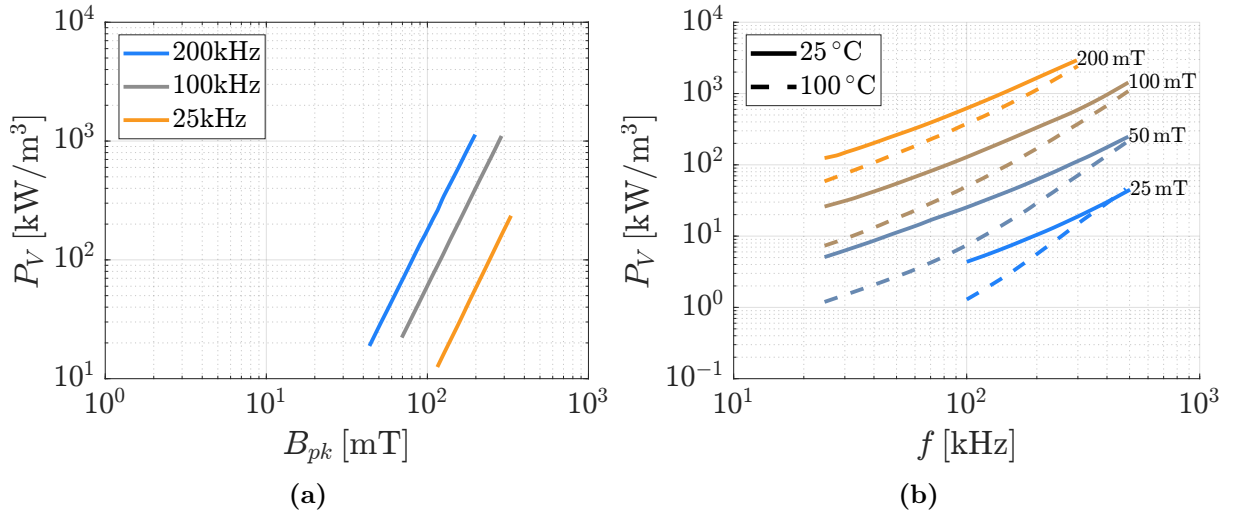 10^4
10^3
10^2
10^1
P_V [kW/m^3]
200kHz
100kHz
25kHz
10^0
10^1
10^2
10^3
B_{pk} [mT]
(a)
10^4
10^3
10^2
10^1
10^0
10^{-1}
P_V [kW/m^3]
25 °C
100 °C
200 mT
100 mT
50 mT
25 mT
10^1
10^2
10^3
f [kHz]
(b)